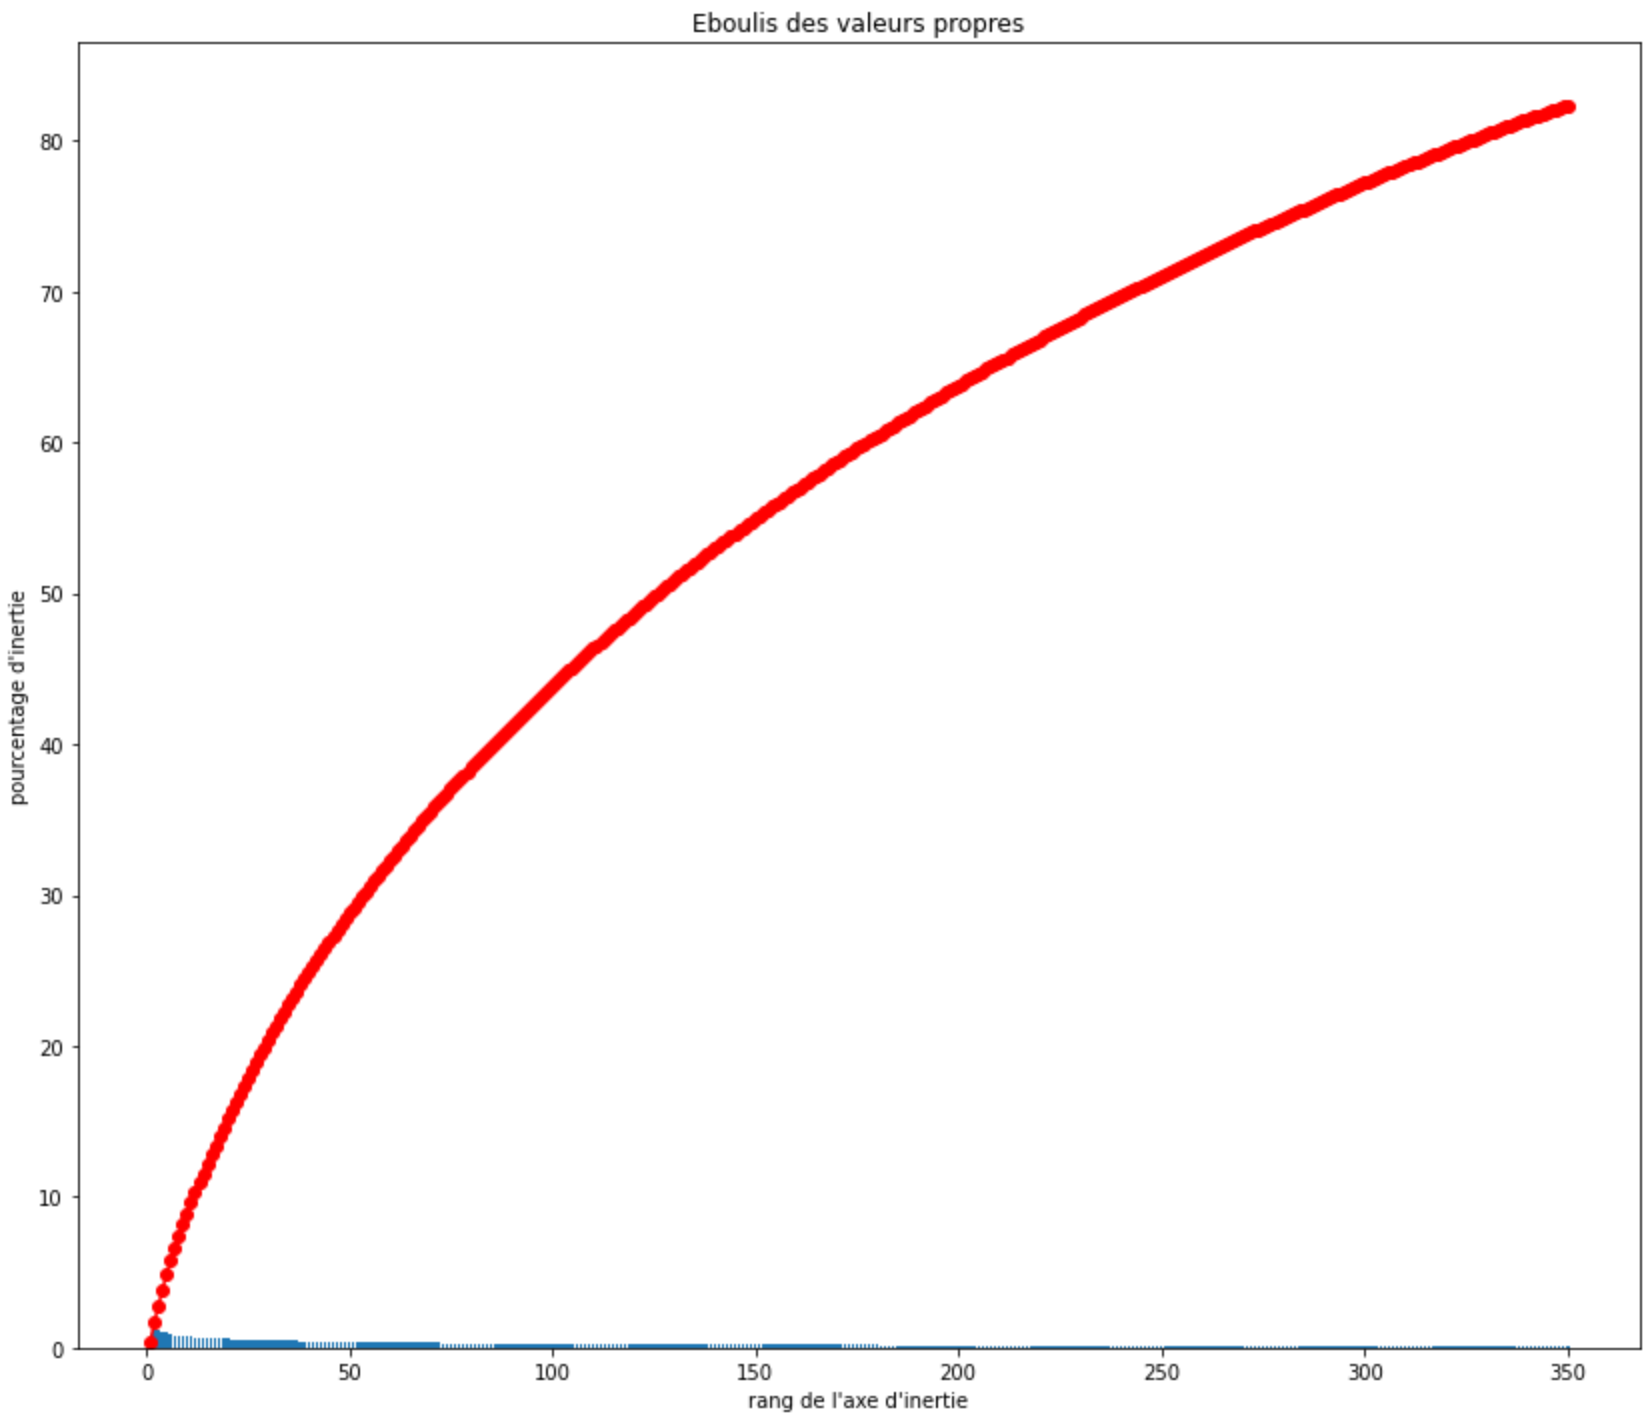 Eboulis des valeurs propres
80
70
60
50
40
30
20
10
0
pourcentage d'inertie
0 50 100 150 200 250 300 350
rang de l'axe d'inertie